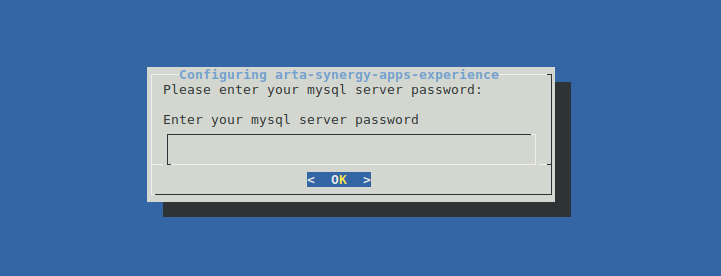 Configuring arta-synergy-apps-experience
Please enter your mysql server password:
Enter your mysql server password
< OK >